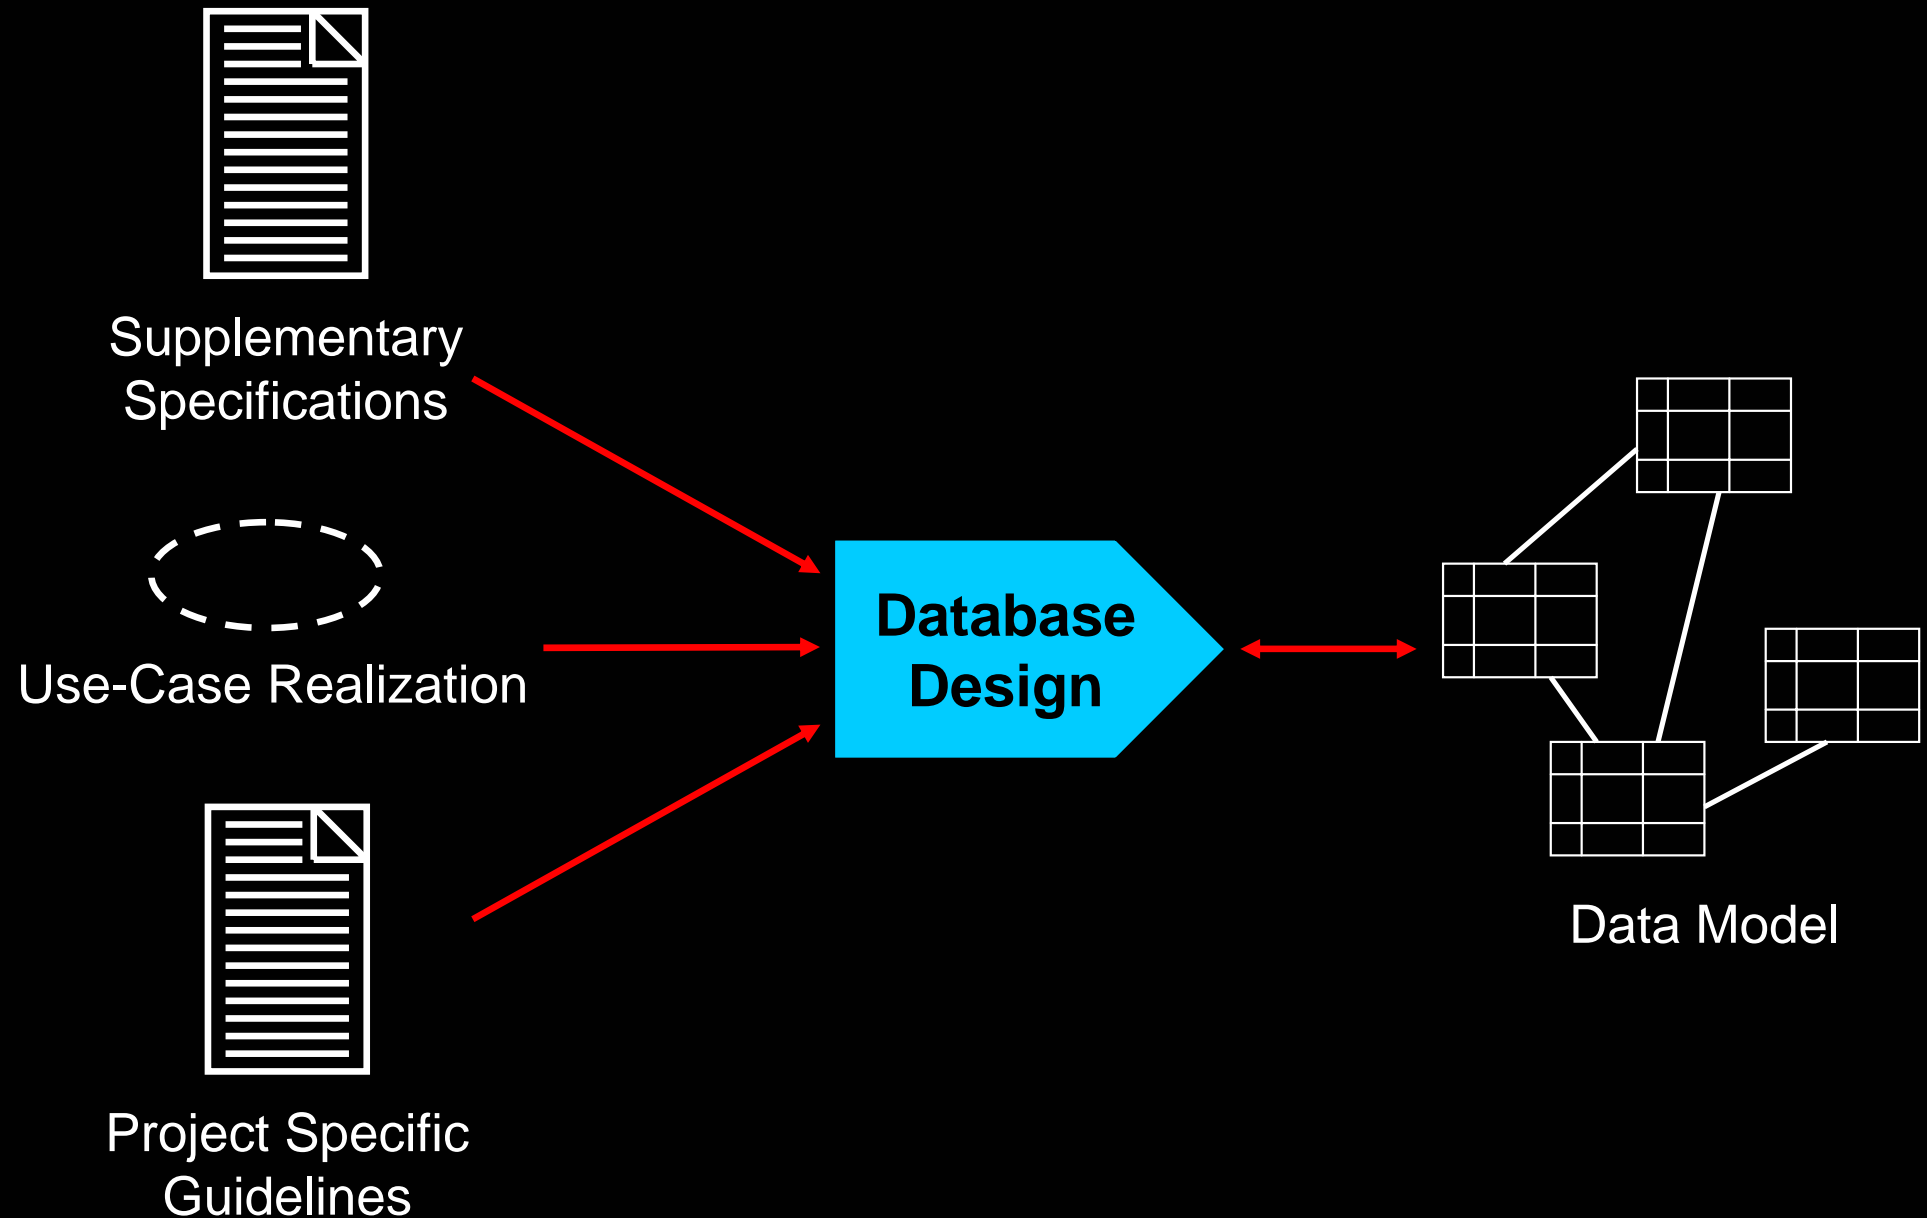 Supplementary
Specifications
Use-Case Realization
Project Specific
Guidelines
Database
Design
Data Model